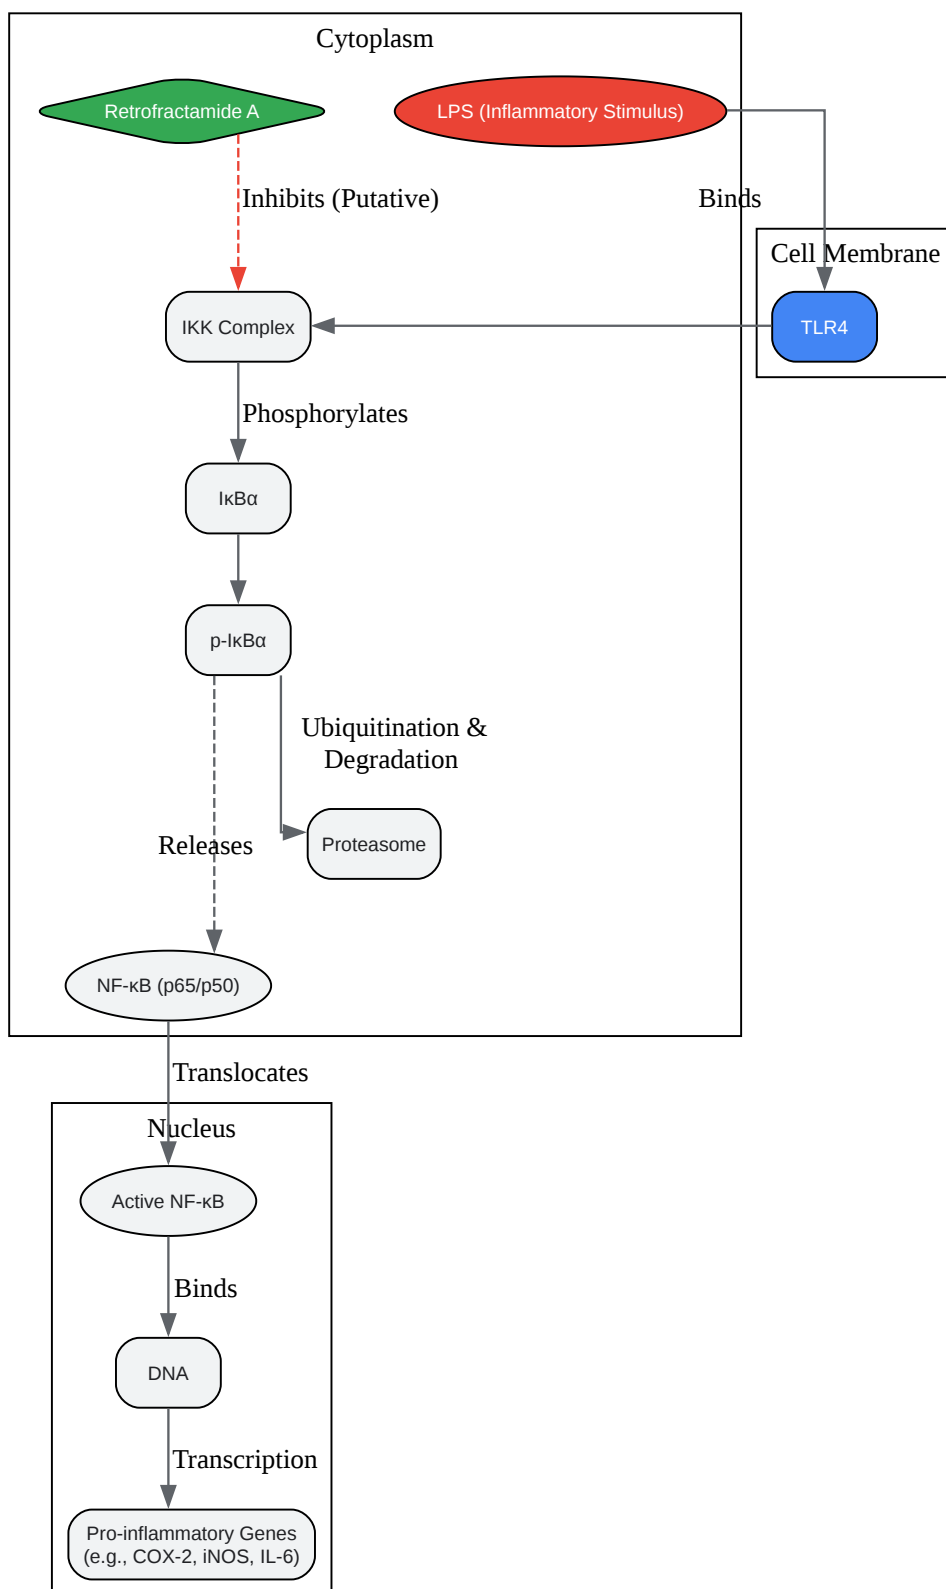 Cytoplasm
Retrofractamide A
LPS (Inflammatory Stimulus)
Inhibits (Putative)
Binds
Cell Membrane
IKK Complex
TLR4
Phosphorylates
IκBα
p-IκBα
Ubiquitination &
Degradation
Releases
Proteasome
NF-κB (p65/p50)
Translocates
Nucleus
Active NF-κB
Binds
DNA
Transcription
Pro-inflammatory Genes
(e.g., COX-2, iNOS, IL-6)